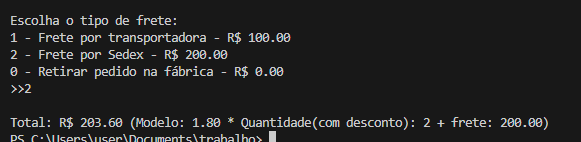 Escolha o tipo de frete:
1 - Frete por transportadora - R$ 100.00
2 - Frete por Sedex - R$ 200.00
0 - Retirar pedido na fábrica - R$ 0.00
>>2
Total: R$ 203.60 (Modelo: 1.80 * Quantidade(com desconto): 2 + frete: 200.00)
PS C:\Users\user\Documents\trabalho>